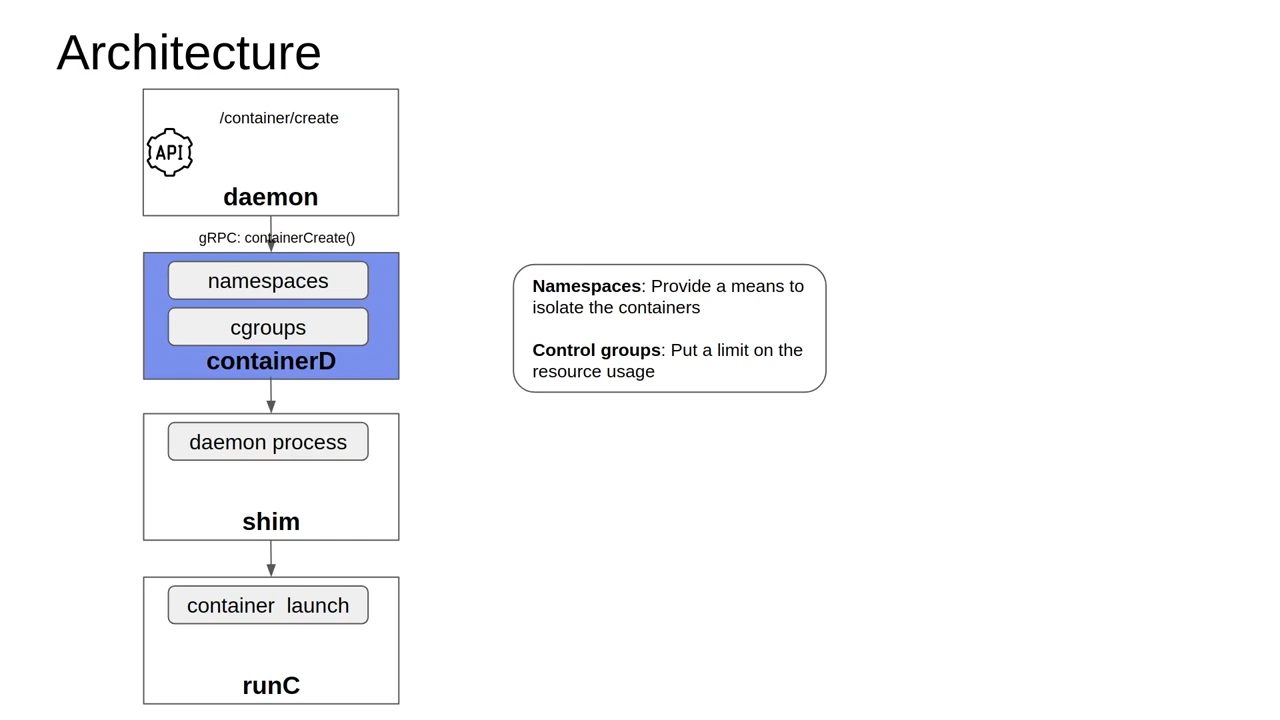 Architecture
/container/create
API
daemon
gRPC: containerCreate()
namespaces
cgroups
containerD
Namespaces: Provide a means to
isolate the containers
Control groups: Put a limit on the
resource usage
daemon process
shim
container  launch
runC